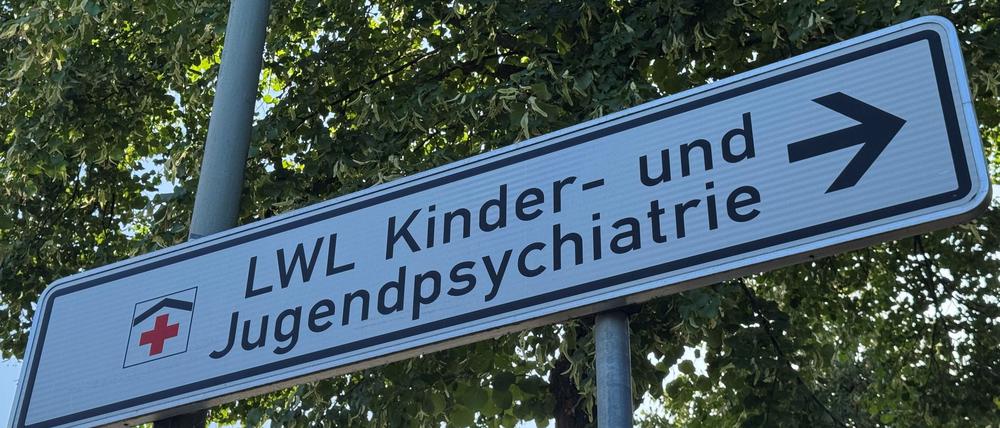 LWL Kinder- und
Jugendpsychiatrie